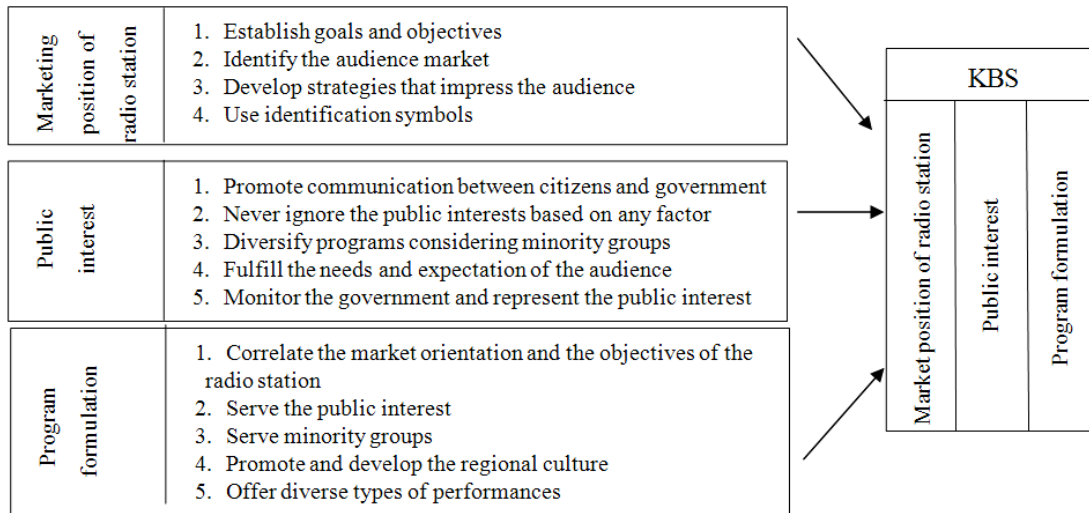 Marketing
position of
radio station
1. Establish goals and objectives
2. Identify the audience market
3. Develop strategies that impress the audience
4. Use identification symbols
Public
interest
1. Promote communication between citizens and government
2. Never ignore the public interests based on any factor
3. Diversify programs considering minority groups
4. Fulfill the needs and expectation of the audience
5. Monitor the government and represent the public interest
Program
formulation
1. Correlate the market orientation and the objectives of the
radio station
2. Serve the public interest
3. Serve minority groups
4. Promote and develop the regional culture
5. Offer diverse types of performances
KBS
Market position of radio station
Public interest
Program formulation